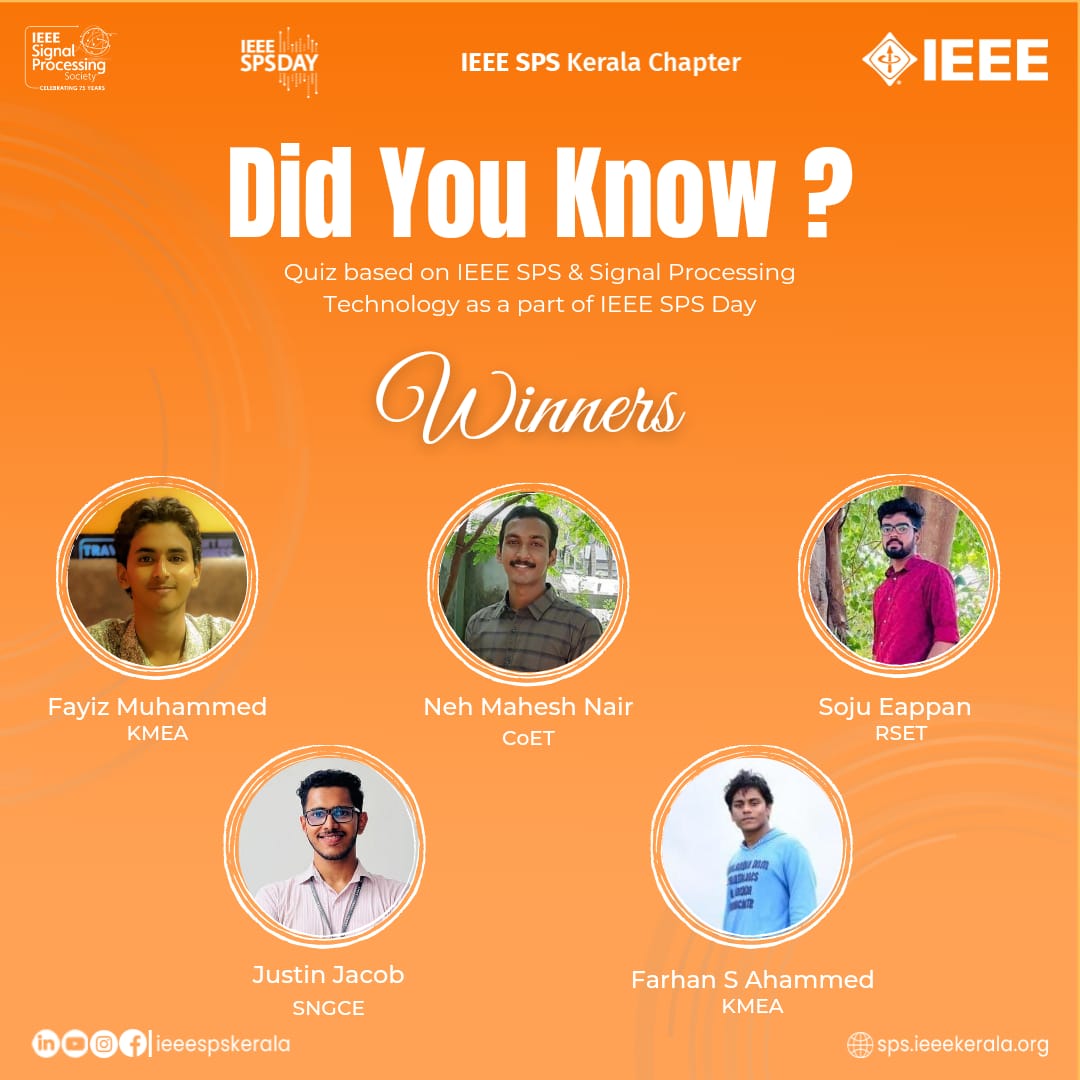 IEEE
Signal
Processing
Society
CELEBRATING 75 YEARS
IEEE
SPSDAY
IEEE SPS Kerala Chapter
IEEE
Did You Know ?
Quiz based on IEEE SPS & Signal Processing
Technology as a part of IEEE SPS Day
Winners
TRAV
Fayiz Muhammed
KMEA
Neh Mahesh Nair
CoET
Soju Eappan
RSET
Justin Jacob
SNGCE
Farhan S Ahammed
KMEA
ieeespskerala
sps.ieeekerala.org